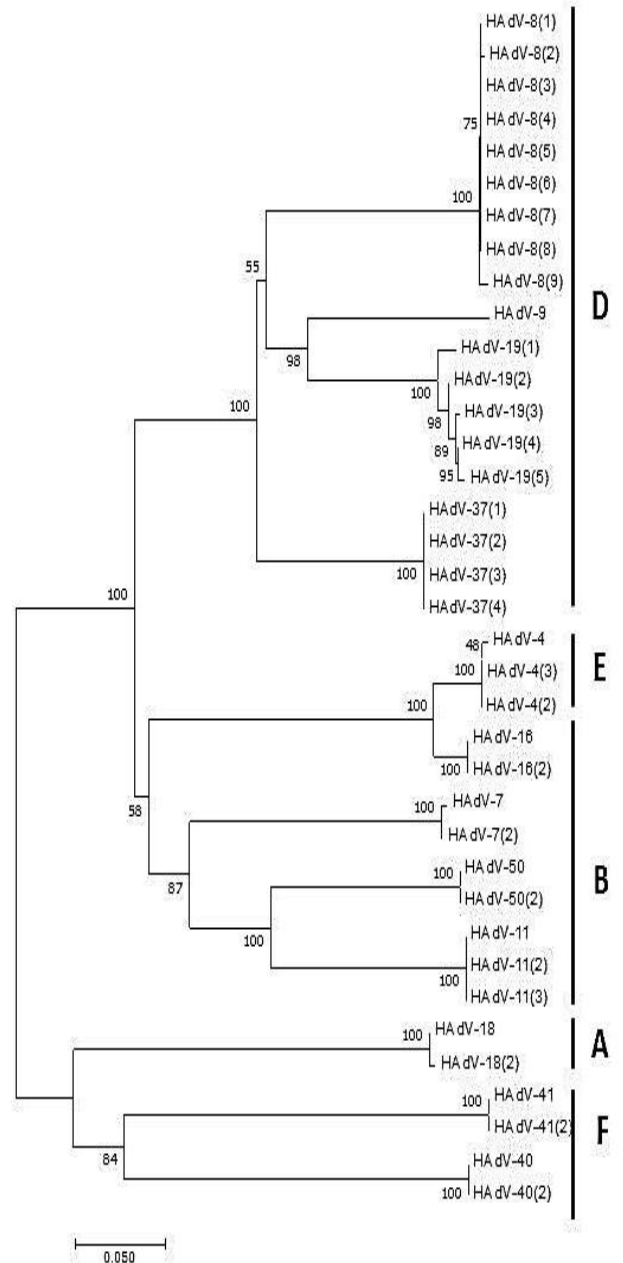 HAdV-8(1)
HAdV-8(2)
HAdV-8(3)
HAdV-8(4)
75
HAdV-8(5)
HAdV-8(6)
100
HAdV-8(7)
HAdV-8(8)
55
HAdV-8(9)
D
HAdV-9
HAdV-19(1)
98
HAdV-19(2)
100
HAdV-19(3)
100
98
HAdV-19(4)
89
HAdV-19(5)
95
HAdV-37(1)
HAdV-37(2)
HAdV-37(3)
100
100
HAdV-37(4)
HAdV-4
48
HAdV-4(3)
100
E
HAdV-4(2)
100
HAdV-16
HAdV-16(2)
100
HAdV-7
100
58
HAdV-7(2)
HAdV-50
100
87
B
HAdV-50(2)
HAdV-11
100
HAdV-11(2)
100
HAdV-11(3)
HAdV-18
100
A
HAdV-18(2)
HAdV-41
100
HAdV-41(2)
F
HAdV-40
84
HAdV-40(2)
100
0.050